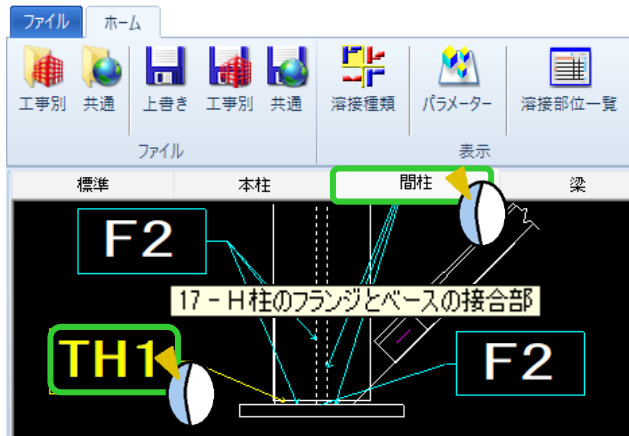 ファイル ホーム
工事別 共通 上書き 工事別 共通 溶接種類 パラメーター 溶接部位一覧
ファイル 表示
標準 本柱 間柱 梁
F2
17 - H柱のフランジとベースの接合部
TH1
F2